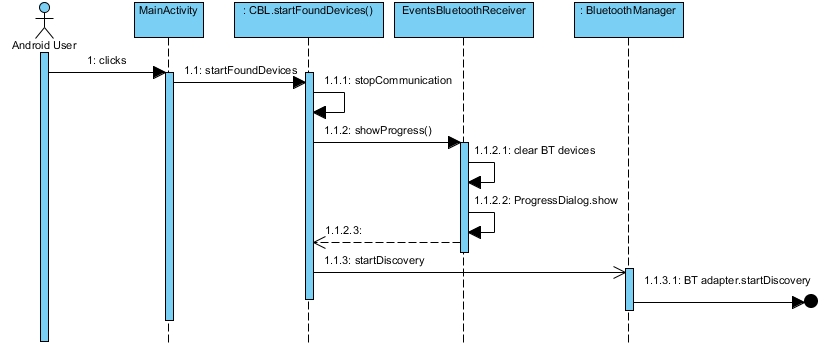 MainActivity
: CBL.startFoundDevices()
EventsBluetoothReceiver
: BluetoothManager
Android User
1: clicks
1.1: startFoundDevices
1.1.1: stopCommunication
1.1.2: showProgress()
1.1.2.1: clear BT devices
1.1.2.2: ProgressDialog.show
1.1.2.3:
1.1.3: startDiscovery
1.1.3.1: BT adapter.startDiscovery